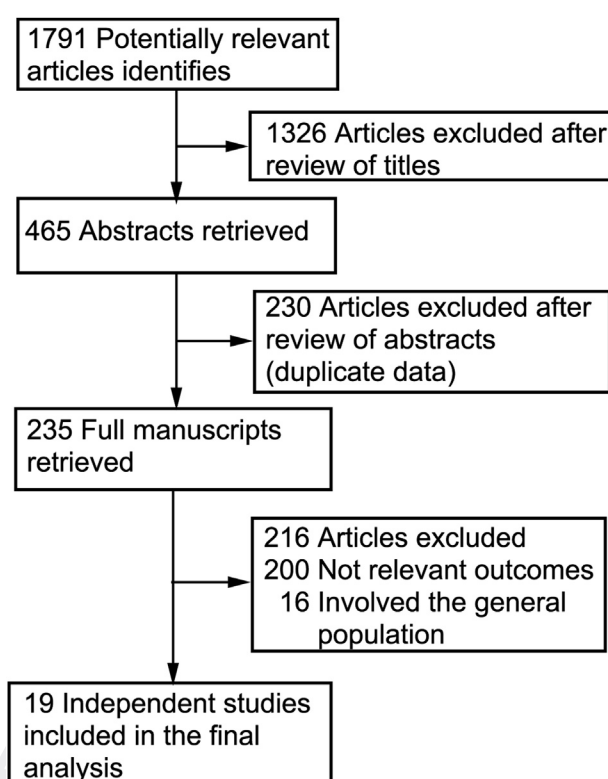 1791 Potentially relevant
articles identifies
1326 Articles excluded after
review of titles
465 Abstracts retrieved
230 Articles excluded after
review of abstracts
(duplicate data)
235 Full manuscripts
retrieved
216 Articles excluded
200 Not relevant outcomes
16 Involved the general
population
19 Independent studies
included in the final
analysis